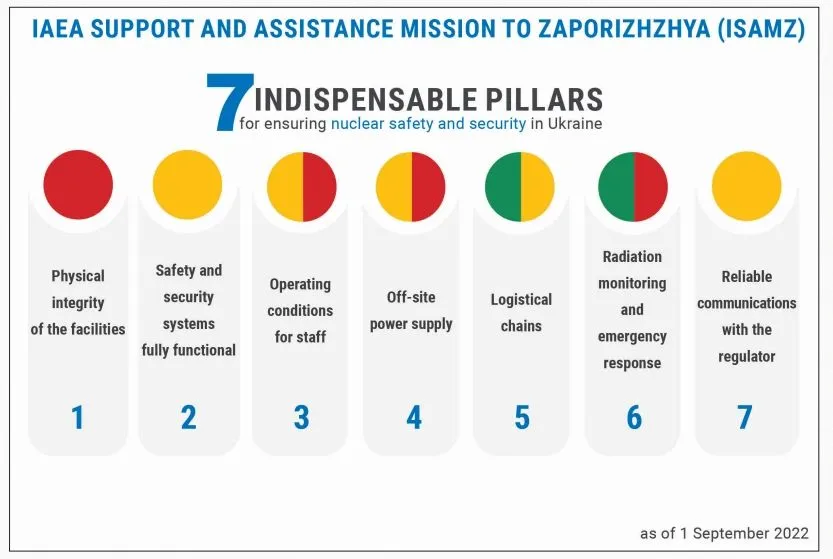 IAEA SUPPORT AND ASSISTANCE MISSION TO ZAPORIZHZHYA (ISAMZ)
7 INDISPENSABLE PILLARS
for ensuring nuclear safety and security in Ukraine
Physical
integrity
of the facilities
1
Safety and
security
systems
fully functional
2
Operating
conditions
for staff
3
Off-site
power supply
4
Logistical
chains
5
Radiation
monitoring
and
emergency
response
6
Reliable
communications
with the
regulator
7
as of 1 September 2022